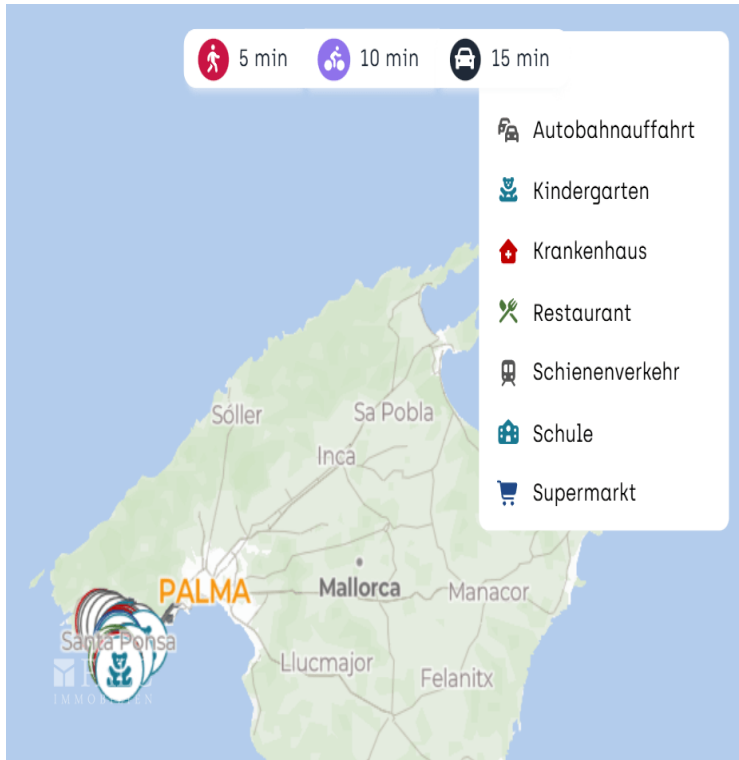 5 min 10 min 15 min
Autobahnauffahrt
Kindergarten
Krankenhaus
Restaurant
Schienenverkehr
Schule
Supermarkt
Sóller
Sa Pobla
Inca
PALMA
Mallorca
Manacor
Santa Ponsa
Llucmajor
Felanitx
IMMOBILIEN